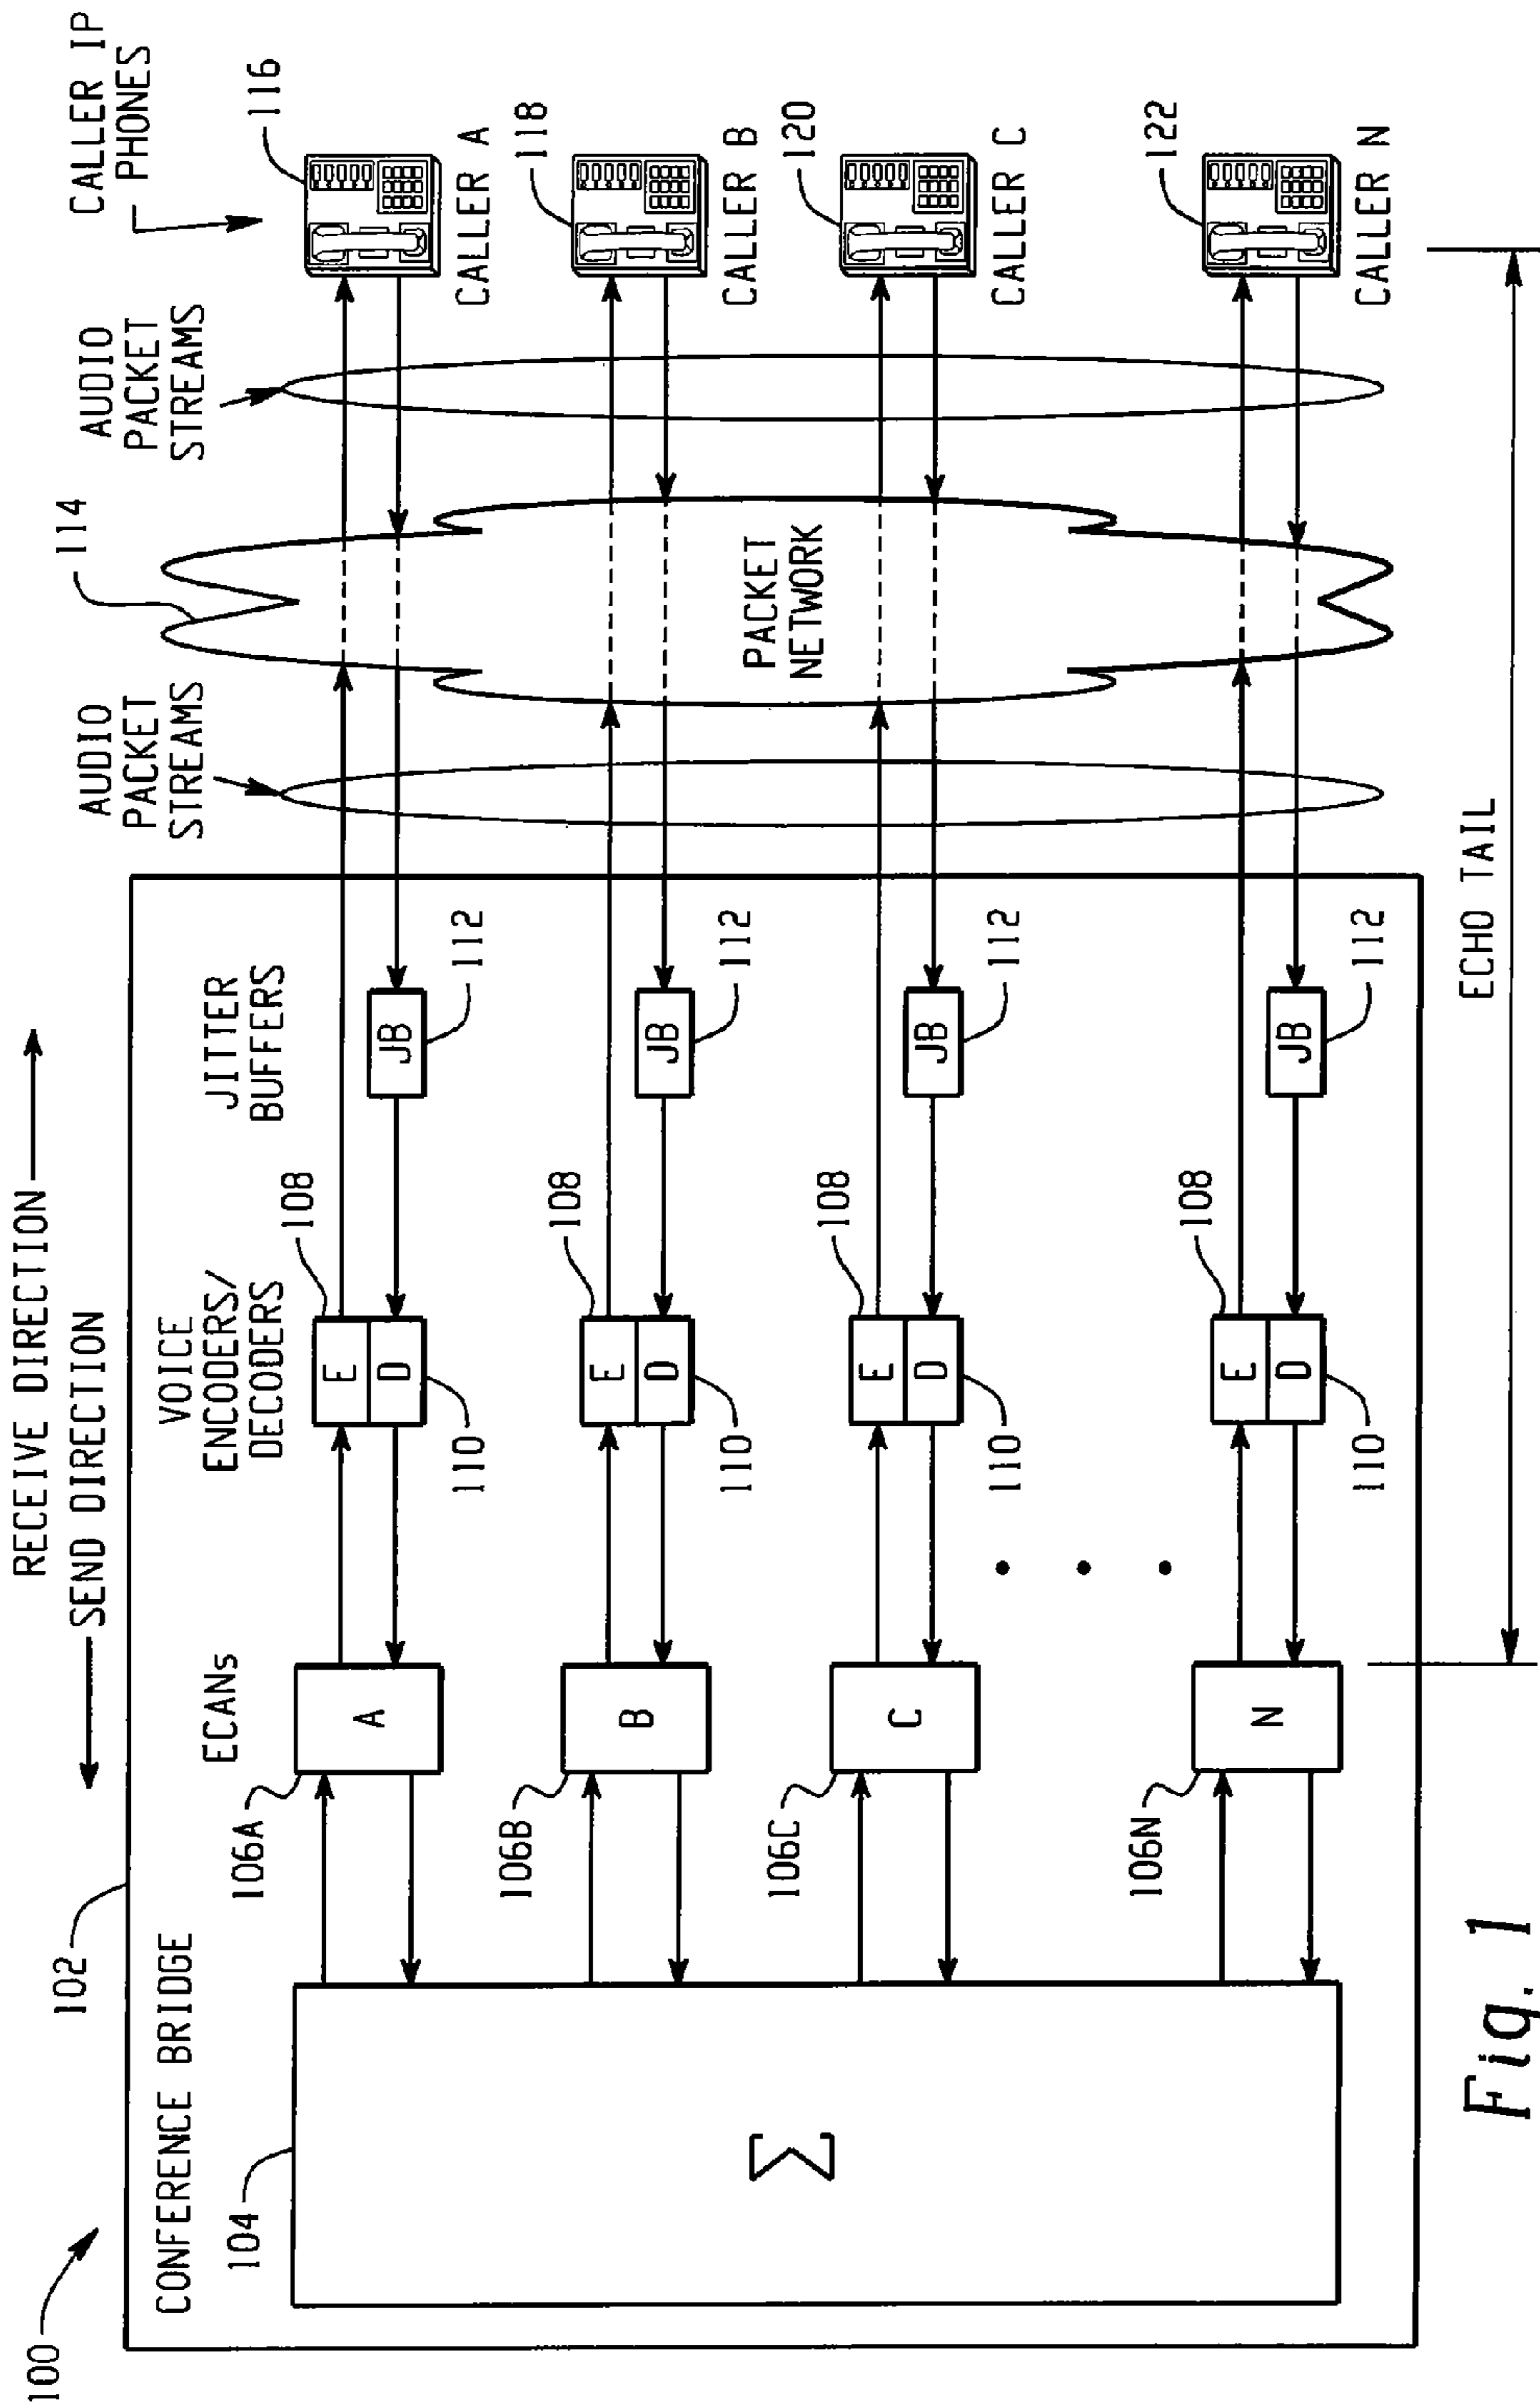 100
RECEIVE DIRECTION
SEND DIRECTION
102
CONFERENCE BRIDGE
ECANs
VOICE
ENCODERS/
DECODERS
JITTER
BUFFERS
AUDIO
PACKET
STREAMS
114
AUDIO
PACKET
STREAMS
CALLER IP
PHONES
104
Σ
PACKET
NETWORK
106A
A
E
D
108
110
JB
112
116
CALLER A
106B
B
E
D
108
110
JB
112
118
CALLER B
106C
C
E
D
108
110
JB
112
120
CALLER C
106N
N
E
D
108
110
JB
112
122
CALLER N
ECHO TAIL
Fig. 1